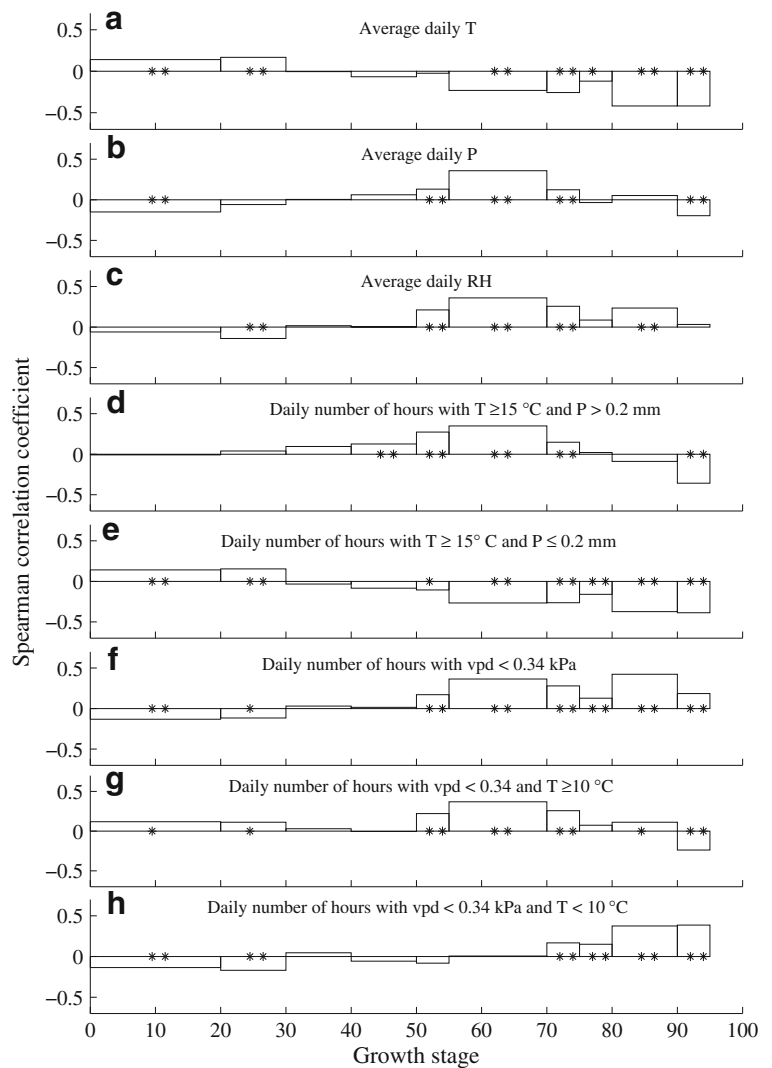 a
Average daily T
0.5
0
−0.5
** ** ** ** * ** **
b
Average daily P
0.5
0
−0.5
** ** ** ** **
c
Average daily RH
0.5
0
−0.5
** ** ** ** **
d
Daily number of hours with T ≥15 °C and P > 0.2 mm
0.5
0
−0.5
** ** ** ** **
e
Daily number of hours with T ≥ 15° C and P ≤ 0.2 mm
0.5
0
−0.5
** ** * ** ** ** ** **
f
Daily number of hours with vpd < 0.34 kPa
0.5
0
−0.5
** * ** ** ** ** ** **
g
Daily number of hours with vpd < 0.34 and T ≥10 °C
0.5
0
−0.5
* * ** ** ** * **
h
Daily number of hours with vpd < 0.34 kPa and T < 10 °C
0.5
0
−0.5
** ** ** ** ** **
0 10 20 30 40 50 60 70 80 90 100
Growth stage
Spearman correlation coefficient